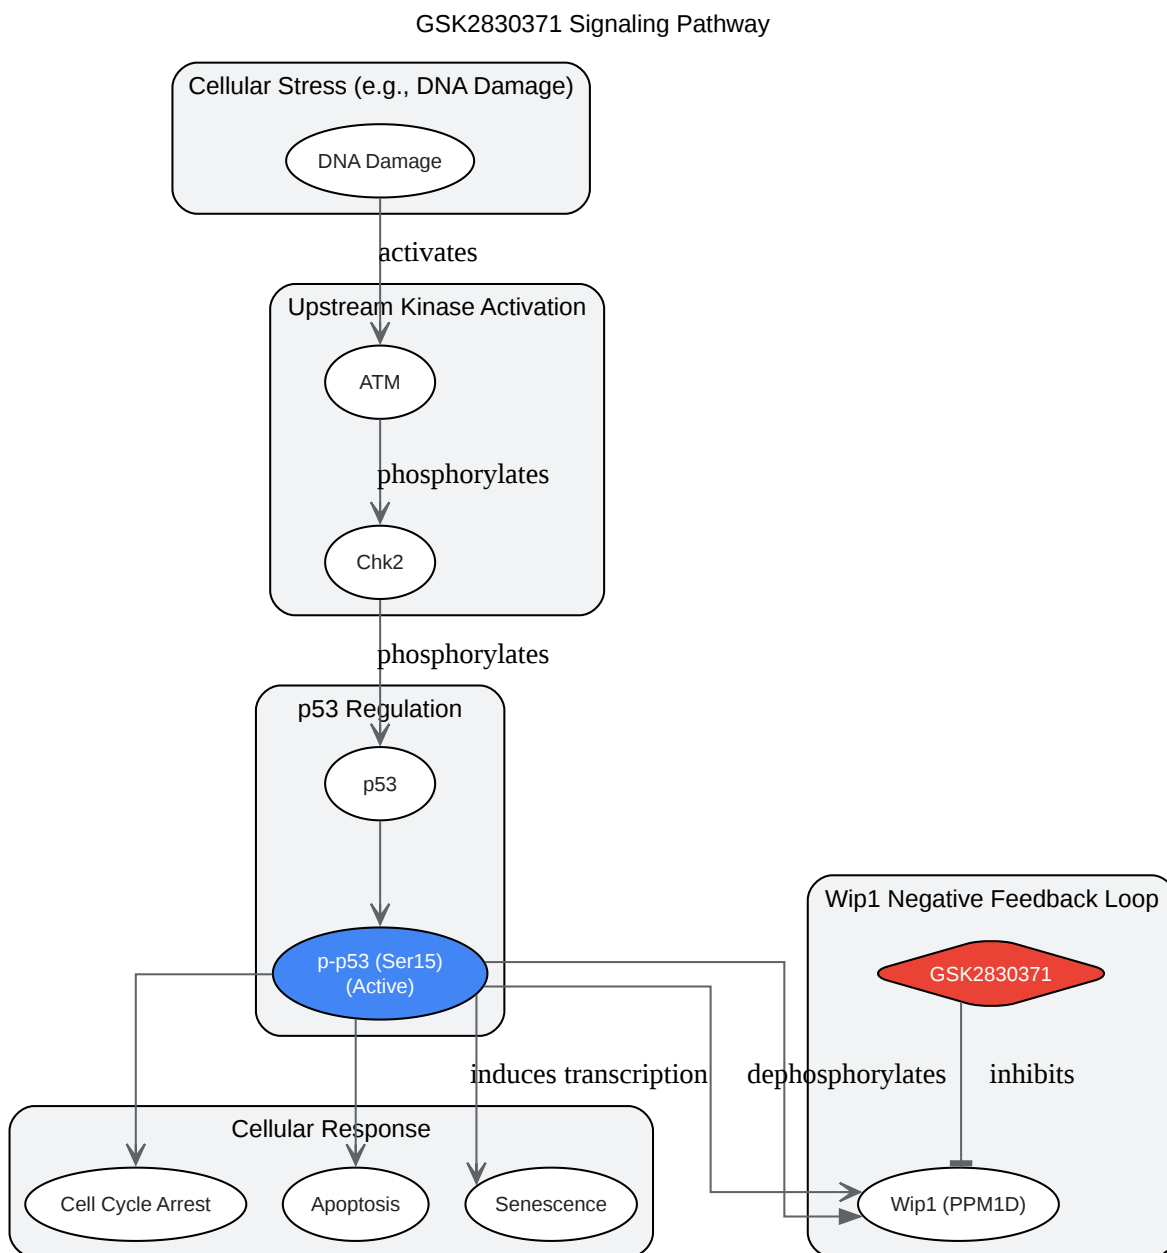 GSK2830371 Signaling Pathway
Cellular Stress (e.g., DNA Damage)
DNA Damage
activates
Upstream Kinase Activation
ATM
phosphorylates
Chk2
phosphorylates
p53 Regulation
p53
Wip1 Negative Feedback Loop
p-p53 (Ser15)
(Active)
GSK2830371
induces transcription
dephosphorylates
inhibits
Cellular Response
Cell Cycle Arrest
Apoptosis
Senescence
Wip1 (PPM1D)